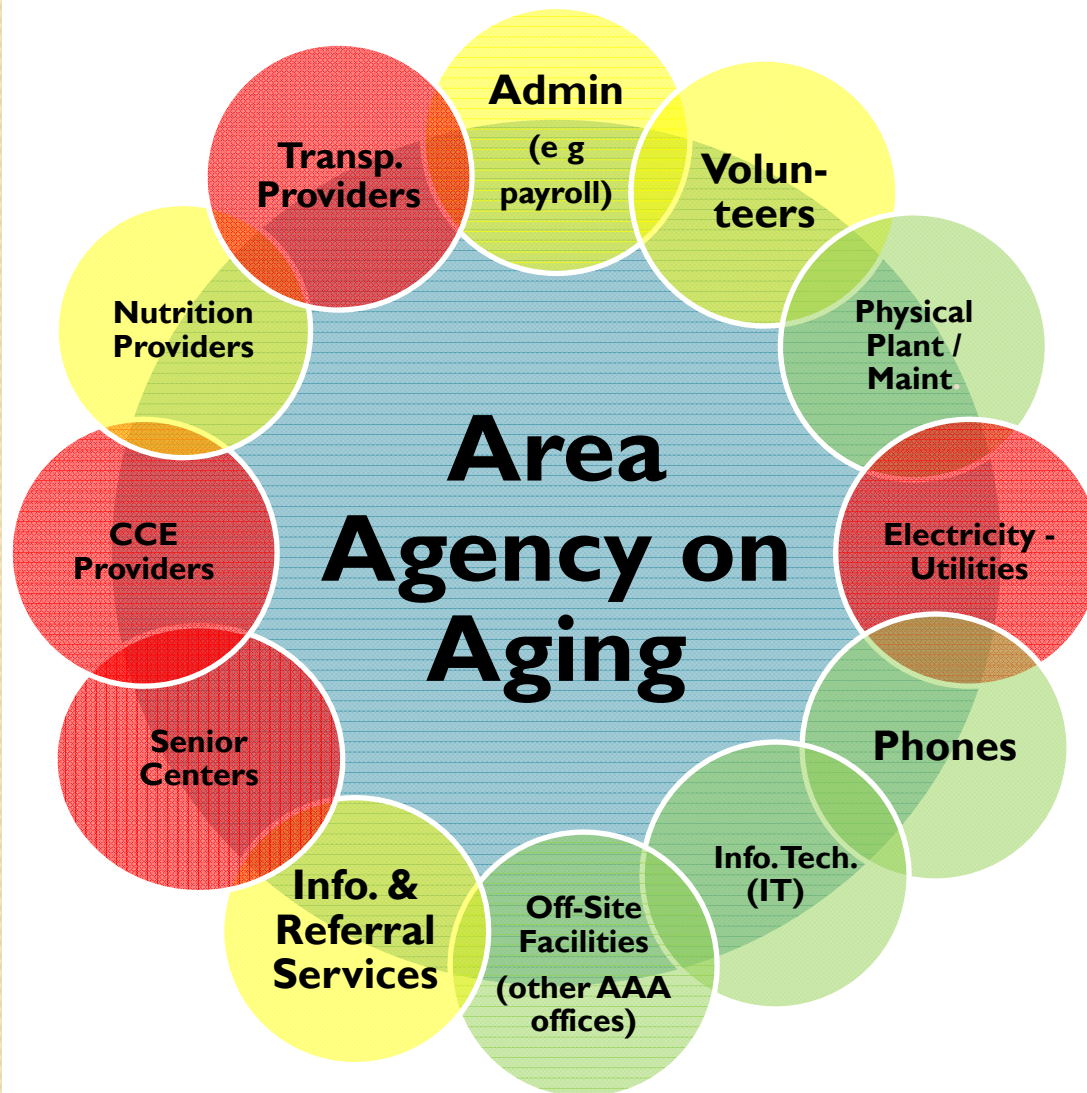 Admin
(e g
payroll)
Volun-
teers
Physical
Plant /
Maint.
Electricity -
Utilities
Phones
Info. Tech.
(IT)
Off-Site
Facilities
(other AAA
offices)
Info. &
Referral
Services
Senior
Centers
CCE
Providers
Nutrition
Providers
Transp.
Providers
Area
Agency on
Aging